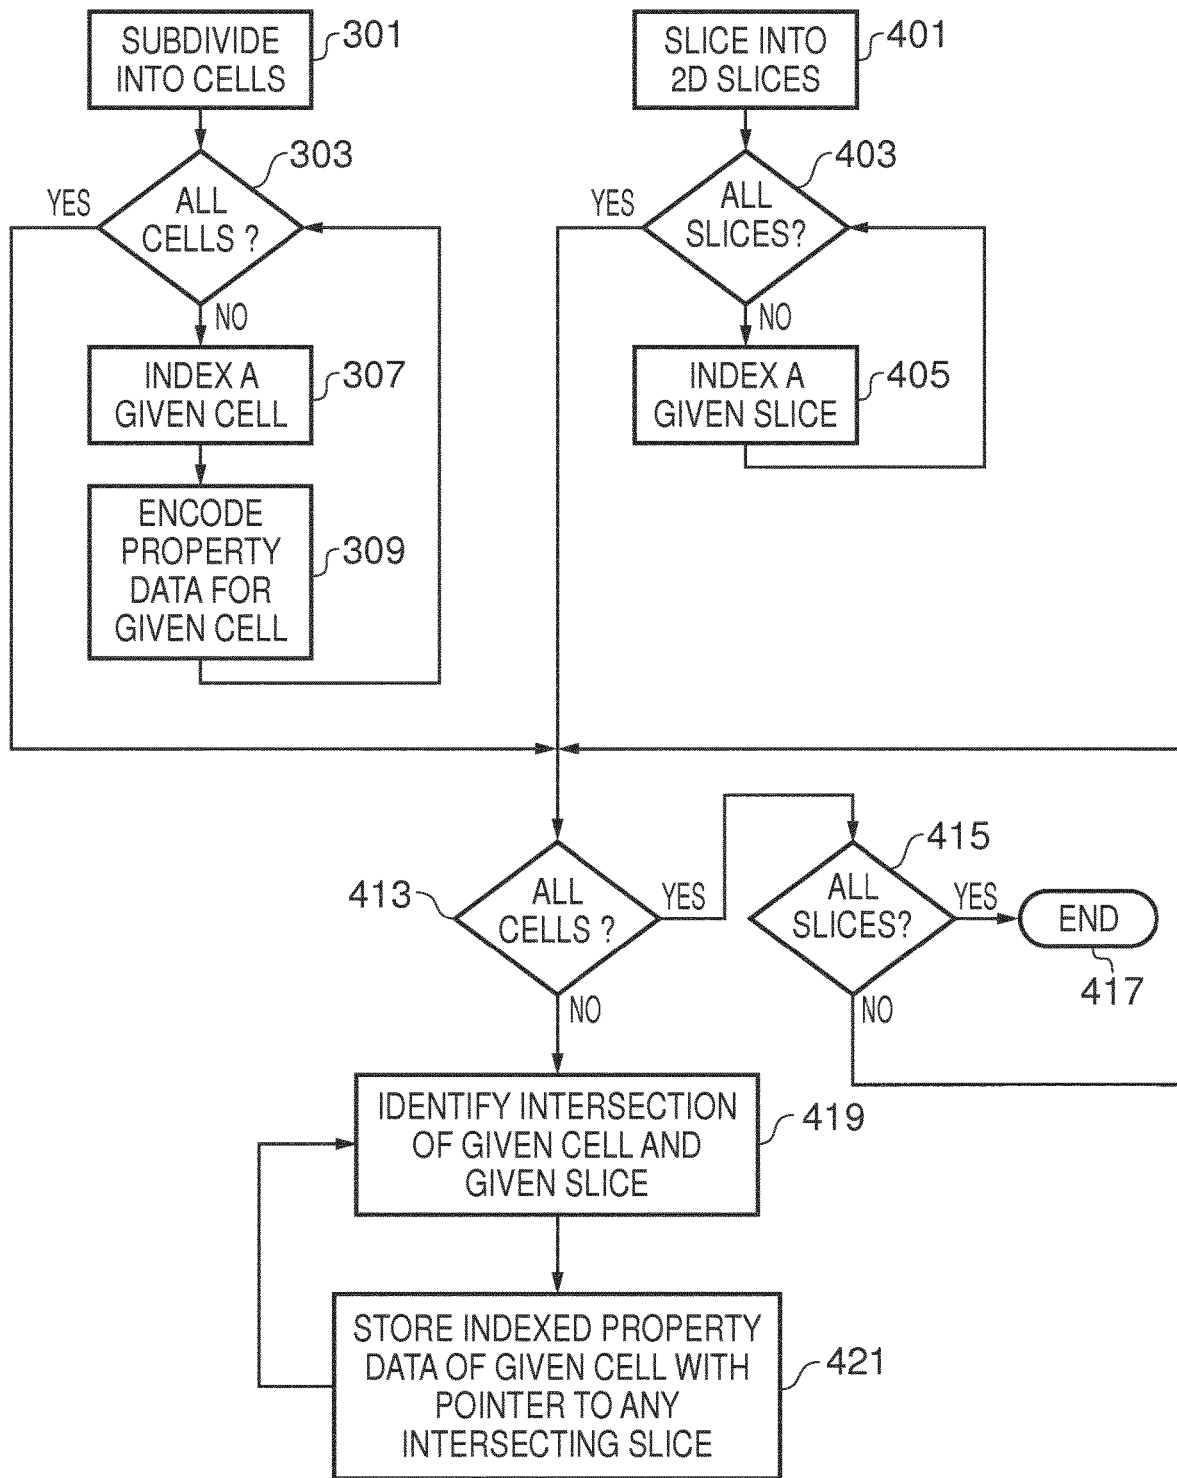 SUBDIVIDE
INTO CELLS
301
ALL
CELLS ?
303
YES
NO
INDEX A
GIVEN CELL
307
ENCODE
PROPERTY
DATA FOR
GIVEN CELL
309
SLICE INTO
2D SLICES
401
ALL
SLICES?
403
YES
NO
INDEX A
GIVEN SLICE
405
413
ALL
CELLS ?
YES
NO
415
ALL
SLICES?
YES
NO
END
417
IDENTIFY INTERSECTION
OF GIVEN CELL AND
GIVEN SLICE
419
STORE INDEXED PROPERTY
DATA OF GIVEN CELL WITH
POINTER TO ANY
INTERSECTING SLICE
421